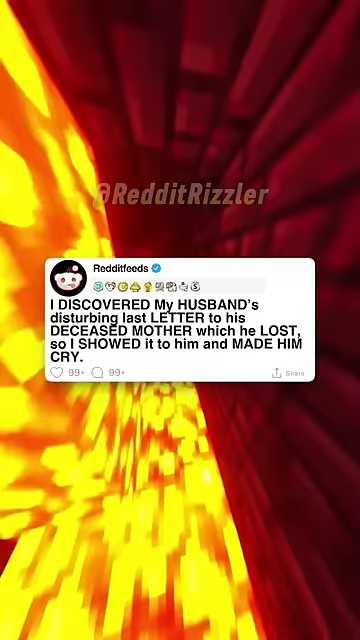 @RedditRizzler
Redditfeeds
I DISCOVERED My HUSBAND's
disturbing last LETTER to his
DECEASED MOTHER which he LOST,
so I SHOWED it to him and MADE HIM
CRY.
99+ 99+ Share